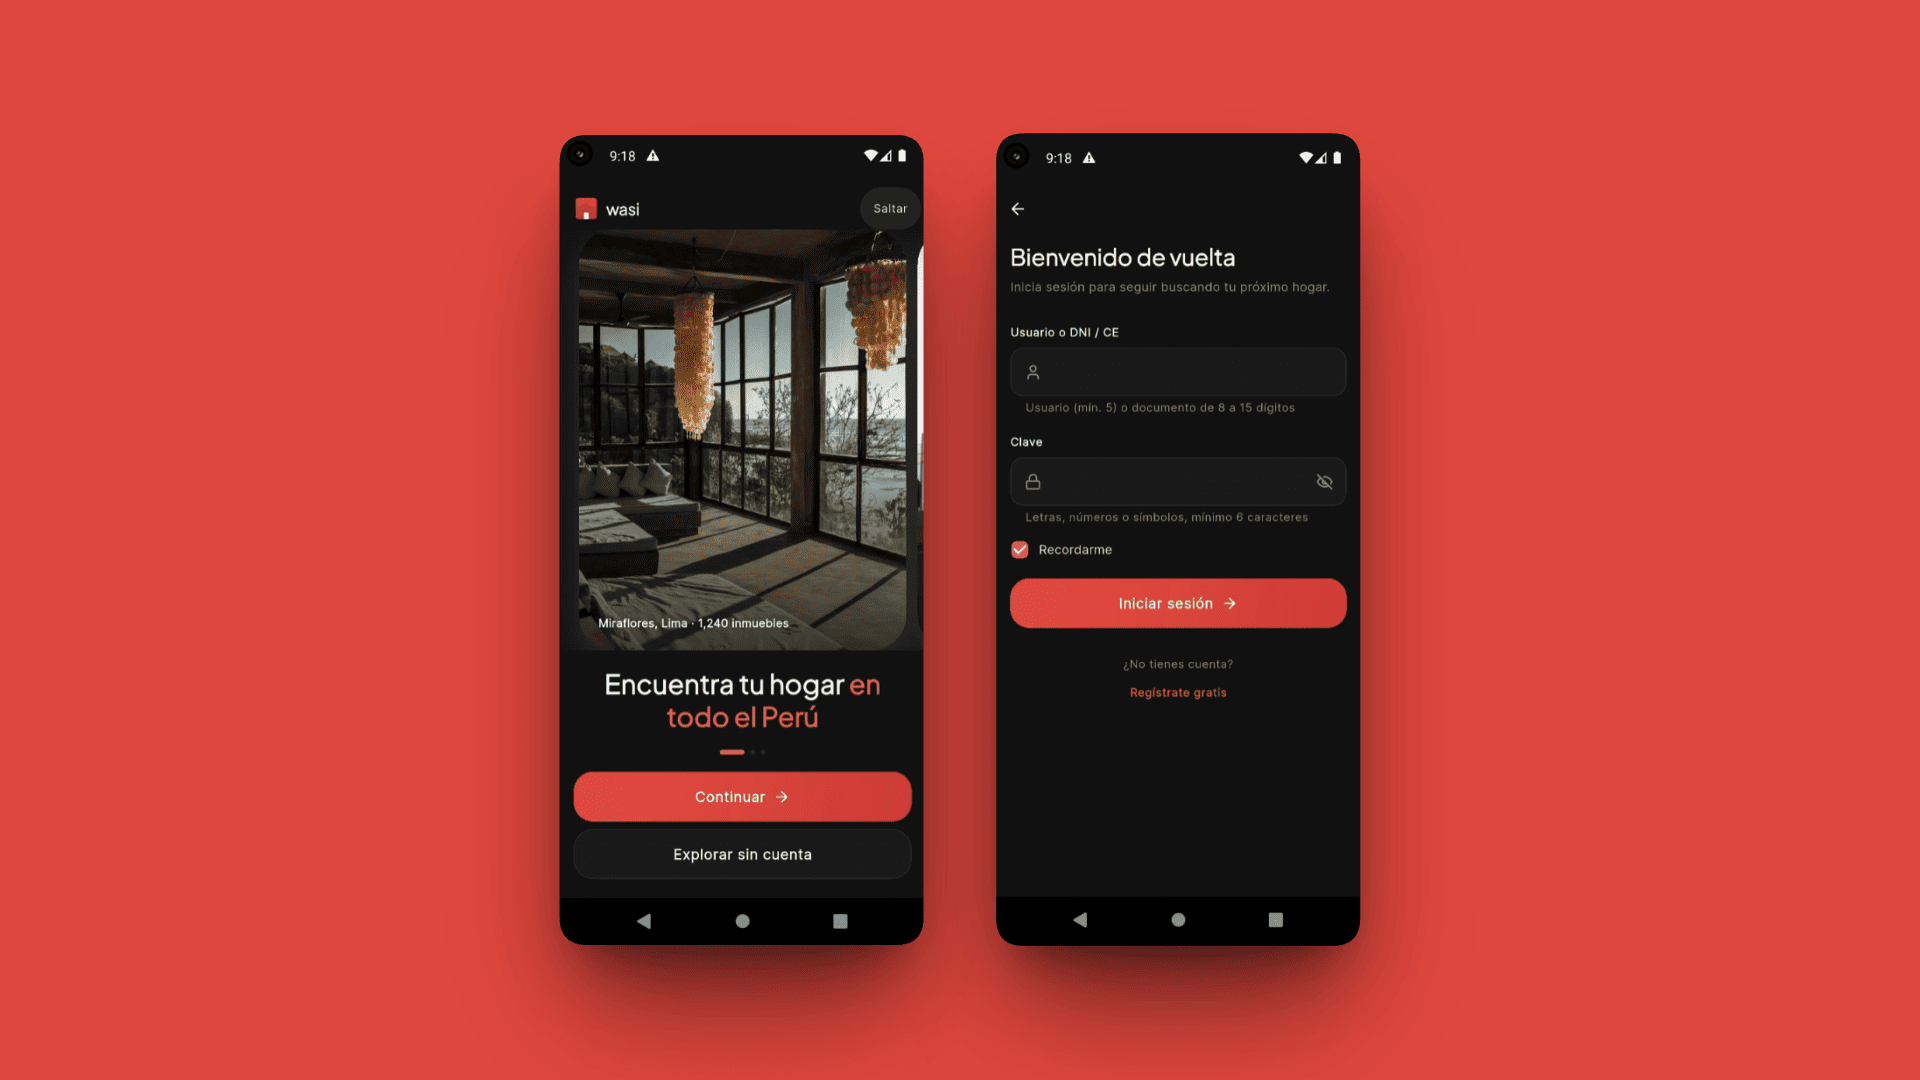 9:18
wasi
Saltar
Miraflores, Lima · 1,240 inmuebles
Encuentra tu hogar en
todo el Perú
Continuar →
Explorar sin cuenta
9:18
←
Bienvenido de vuelta
Inicia sesión para seguir buscando tu próximo hogar.
Usuario o DNI / CE
Usuario (mín. 5) o documento de 8 a 15 dígitos
Clave
Letras, números o símbolos, mínimo 6 caracteres
Recordarme
Iniciar sesión →
¿No tienes cuenta?
Regístrate gratis